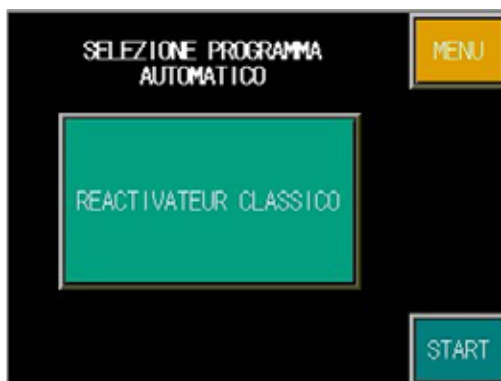 SELEZIONE PROGRAMMA
AUTOMATICO
MENU
REACTIVATEUR CLASSICO
START